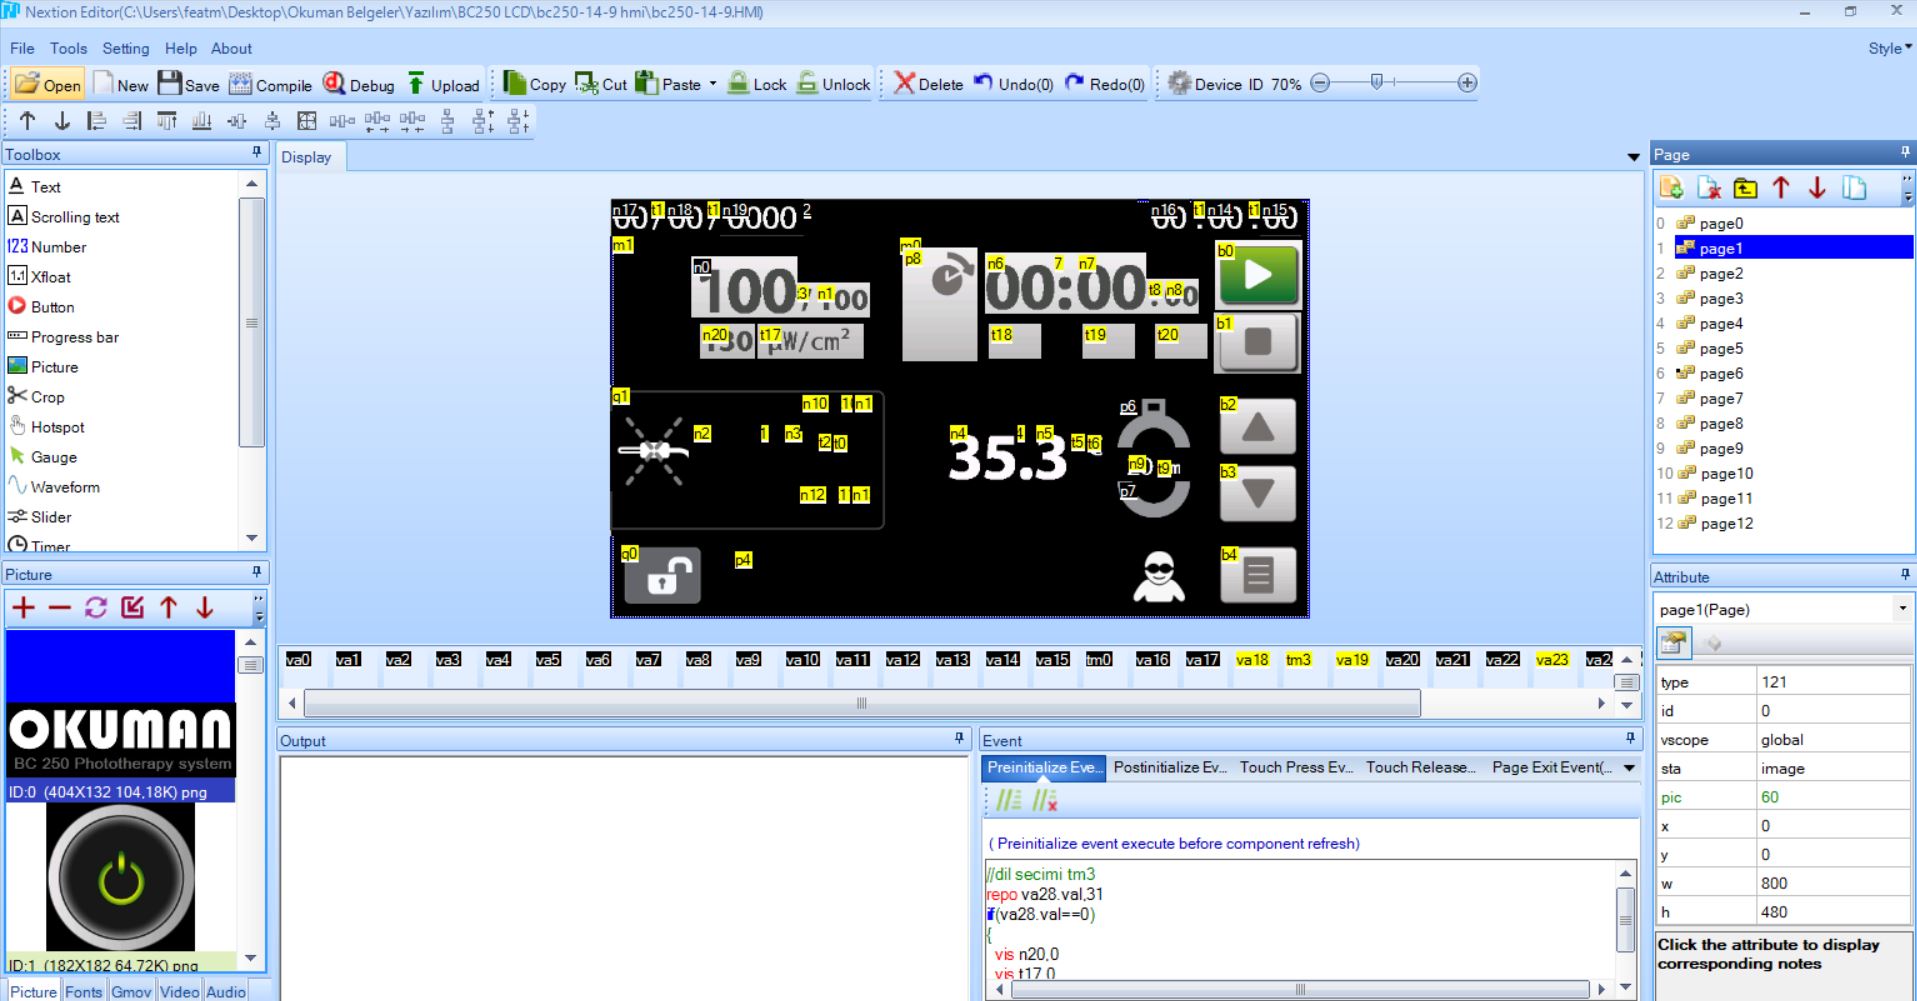 Nextion Editor(C:\Users\featm\Desktop\Okuman Belgeler\Yazılım\BC250 LCD\bc250-14-9 hmi\bc250-14-9.HMI)
File Tools Setting Help About Style
Open New Save Compile Debug Upload Copy Cut Paste Lock Unlock Delete Undo(0) Redo(0) Device ID 70%
Toolbox
Text
Scrolling text
123 Number
1.1 Xfloat
Button
Progress bar
Picture
Crop
Hotspot
Gauge
Waveform
Slider
Timer
Picture
OKUMAN
BC 250 Phototherapy system
ID:0 (404X132 104,18K) png
ID:1 (182X182 64,72K) png
Picture Fonts Gmov Video Audio
Display
n17 t1 n18 t1 n19 0000 2 n16 t1 n14 t1 n15
m1 m0 p8 n6 7 n7 b0
n0 100 n1 00 00:00 t8 n8
n20 t17 W/cm² t18 t19 t20 b1
q1 n10 n1 p6 b2
n2 1 n3 t2 t0 n4 4 n5 t5 t6
35.3 n9 t9 m b3
n12 n1 p7
q0 p4 b4
va0 va1 va2 va3 va4 va5 va6 va7 va8 va9 va10 va11 va12 va13 va14 va15 tm0 va16 va17 va18 tm3 va19 va20 va21 va22 va23 va2
Output
Event
Preinitialize Eve... Postinitialize Ev... Touch Press Ev... Touch Release... Page Exit Event(...
( Preinitialize event execute before component refresh)
//dil secimi tm3
repo va28.val,31
if(va28.val==0)
{
vis n20,0
vis t17,0
Page
0 page0
1 page1
2 page2
3 page3
4 page4
5 page5
6 page6
7 page7
8 page8
9 page9
10 page10
11 page11
12 page12
Attribute
page1(Page)
type 121
id 0
vscope global
sta image
pic 60
x 0
y 0
w 800
h 480
Click the attribute to display
corresponding notes